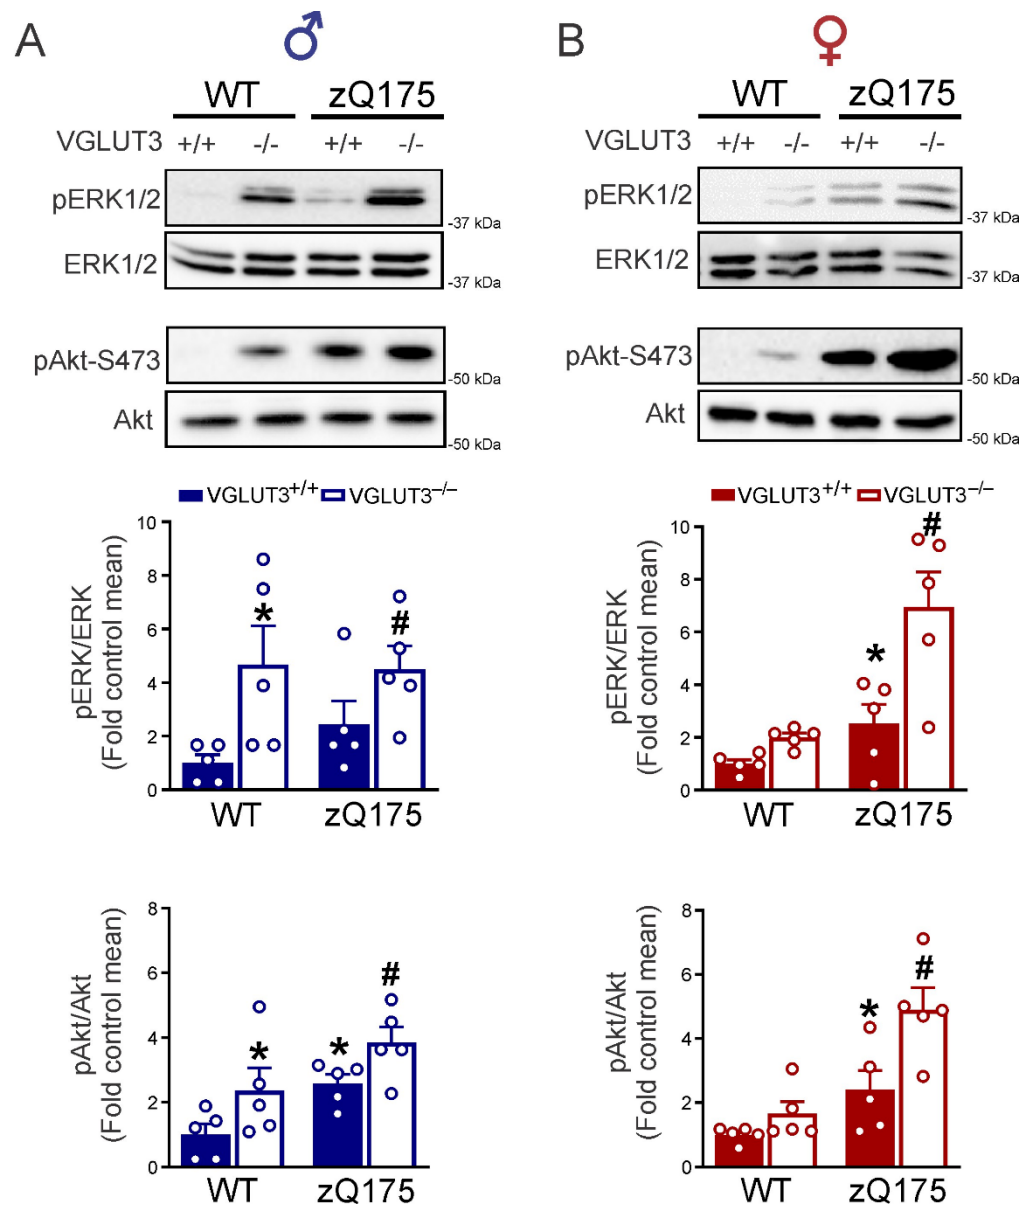 A ♂
WT zQ175
VGLUT3 +/+ -/- +/+ -/-
pERK1/2 -37 kDa
ERK1/2 -37 kDa
pAkt-S473 -50 kDa
Akt -50 kDa
VGLUT3+/+ VGLUT3−/−
pERK/ERK
(Fold control mean)
10
8
6
4
2
0
* #
WT zQ175
pAkt/Akt
(Fold control mean)
8
6
4
2
0
* * #
WT zQ175
B ♀
WT zQ175
VGLUT3 +/+ -/- +/+ -/-
pERK1/2 -37 kDa
ERK1/2 -37 kDa
pAkt-S473 -50 kDa
Akt -50 kDa
VGLUT3+/+ VGLUT3−/−
pERK/ERK
(Fold control mean)
10
8
6
4
2
0
* #
WT zQ175
pAkt/Akt
(Fold control mean)
8
6
4
2
0
* #
WT zQ175